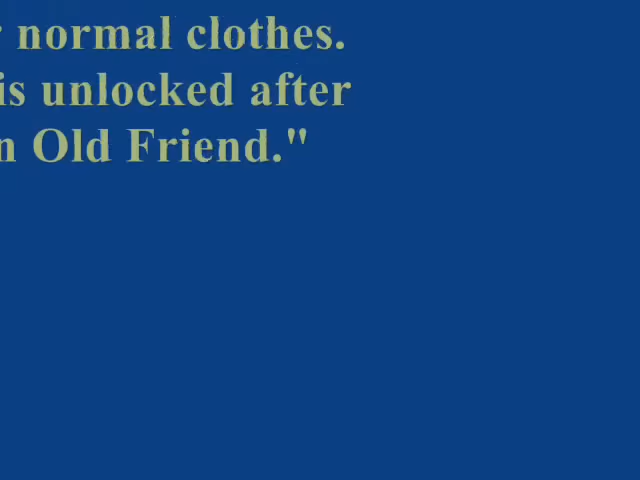 normal clothes.
is unlocked after
Old Friend."